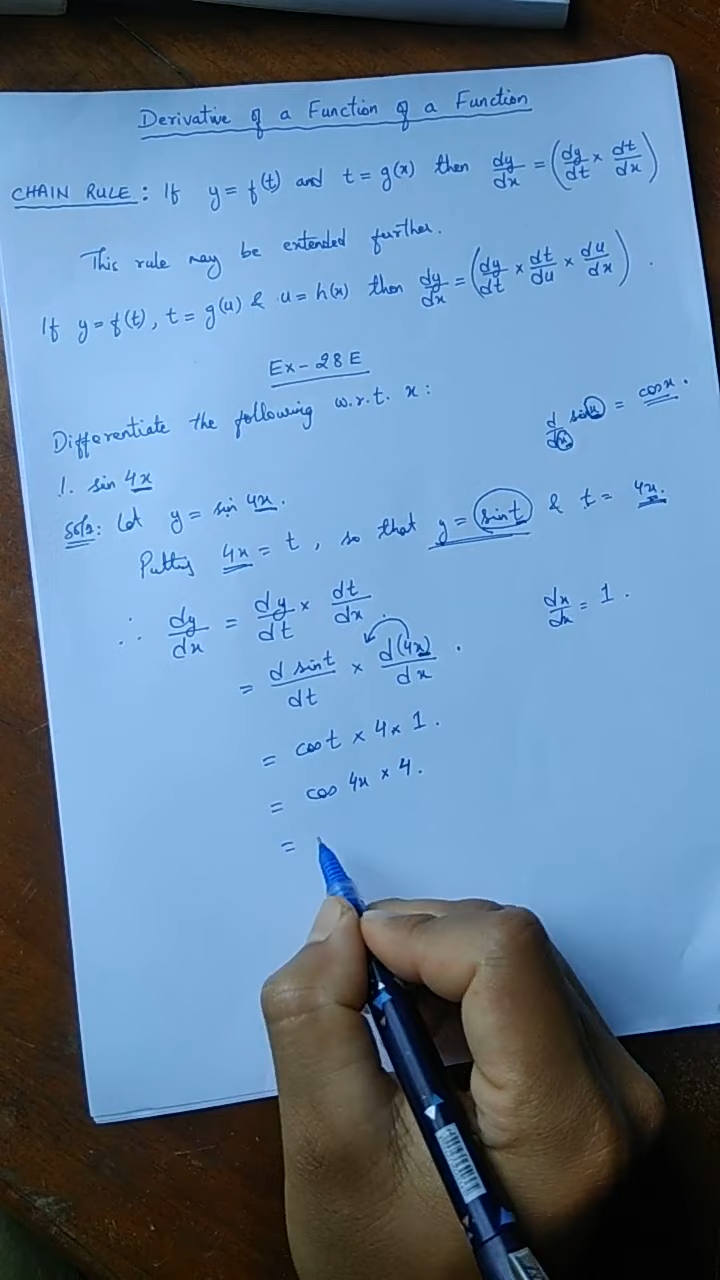 Derivative of a Function of a Function
CHAIN RULE : If y = f(t) and t = g(x) then dy/dx = (dy/dt × dt/dx)
This rule may be extended further.
If y = f(t), t = g(u) & u = h(x) then dy/dx = (dy/dt × dt/du × du/dx).
Ex - 28 E
Differentiate the following w.r.t. x :
d/dx sin x = cos x.
1. sin 4x
Soln: Let y = sin 4x.
Putting 4x = t, so that y = sin t & t = 4x.
∴ dy/dx = dy/dt × dt/dx.
dx/dx = 1.
= d sin t/dt × d(4x)/dx.
= cos t × 4 × 1.
= cos 4x × 4.
=